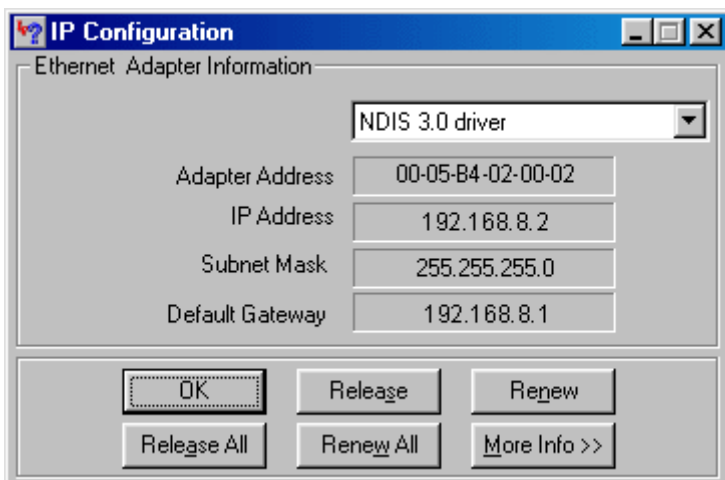 IP Configuration
Ethernet Adapter Information
NDIS 3.0 driver
Adapter Address 00-05-B4-02-00-02
IP Address 192.168.8.2
Subnet Mask 255.255.255.0
Default Gateway 192.168.8.1
OK Release Renew
Release All Renew All More Info >>